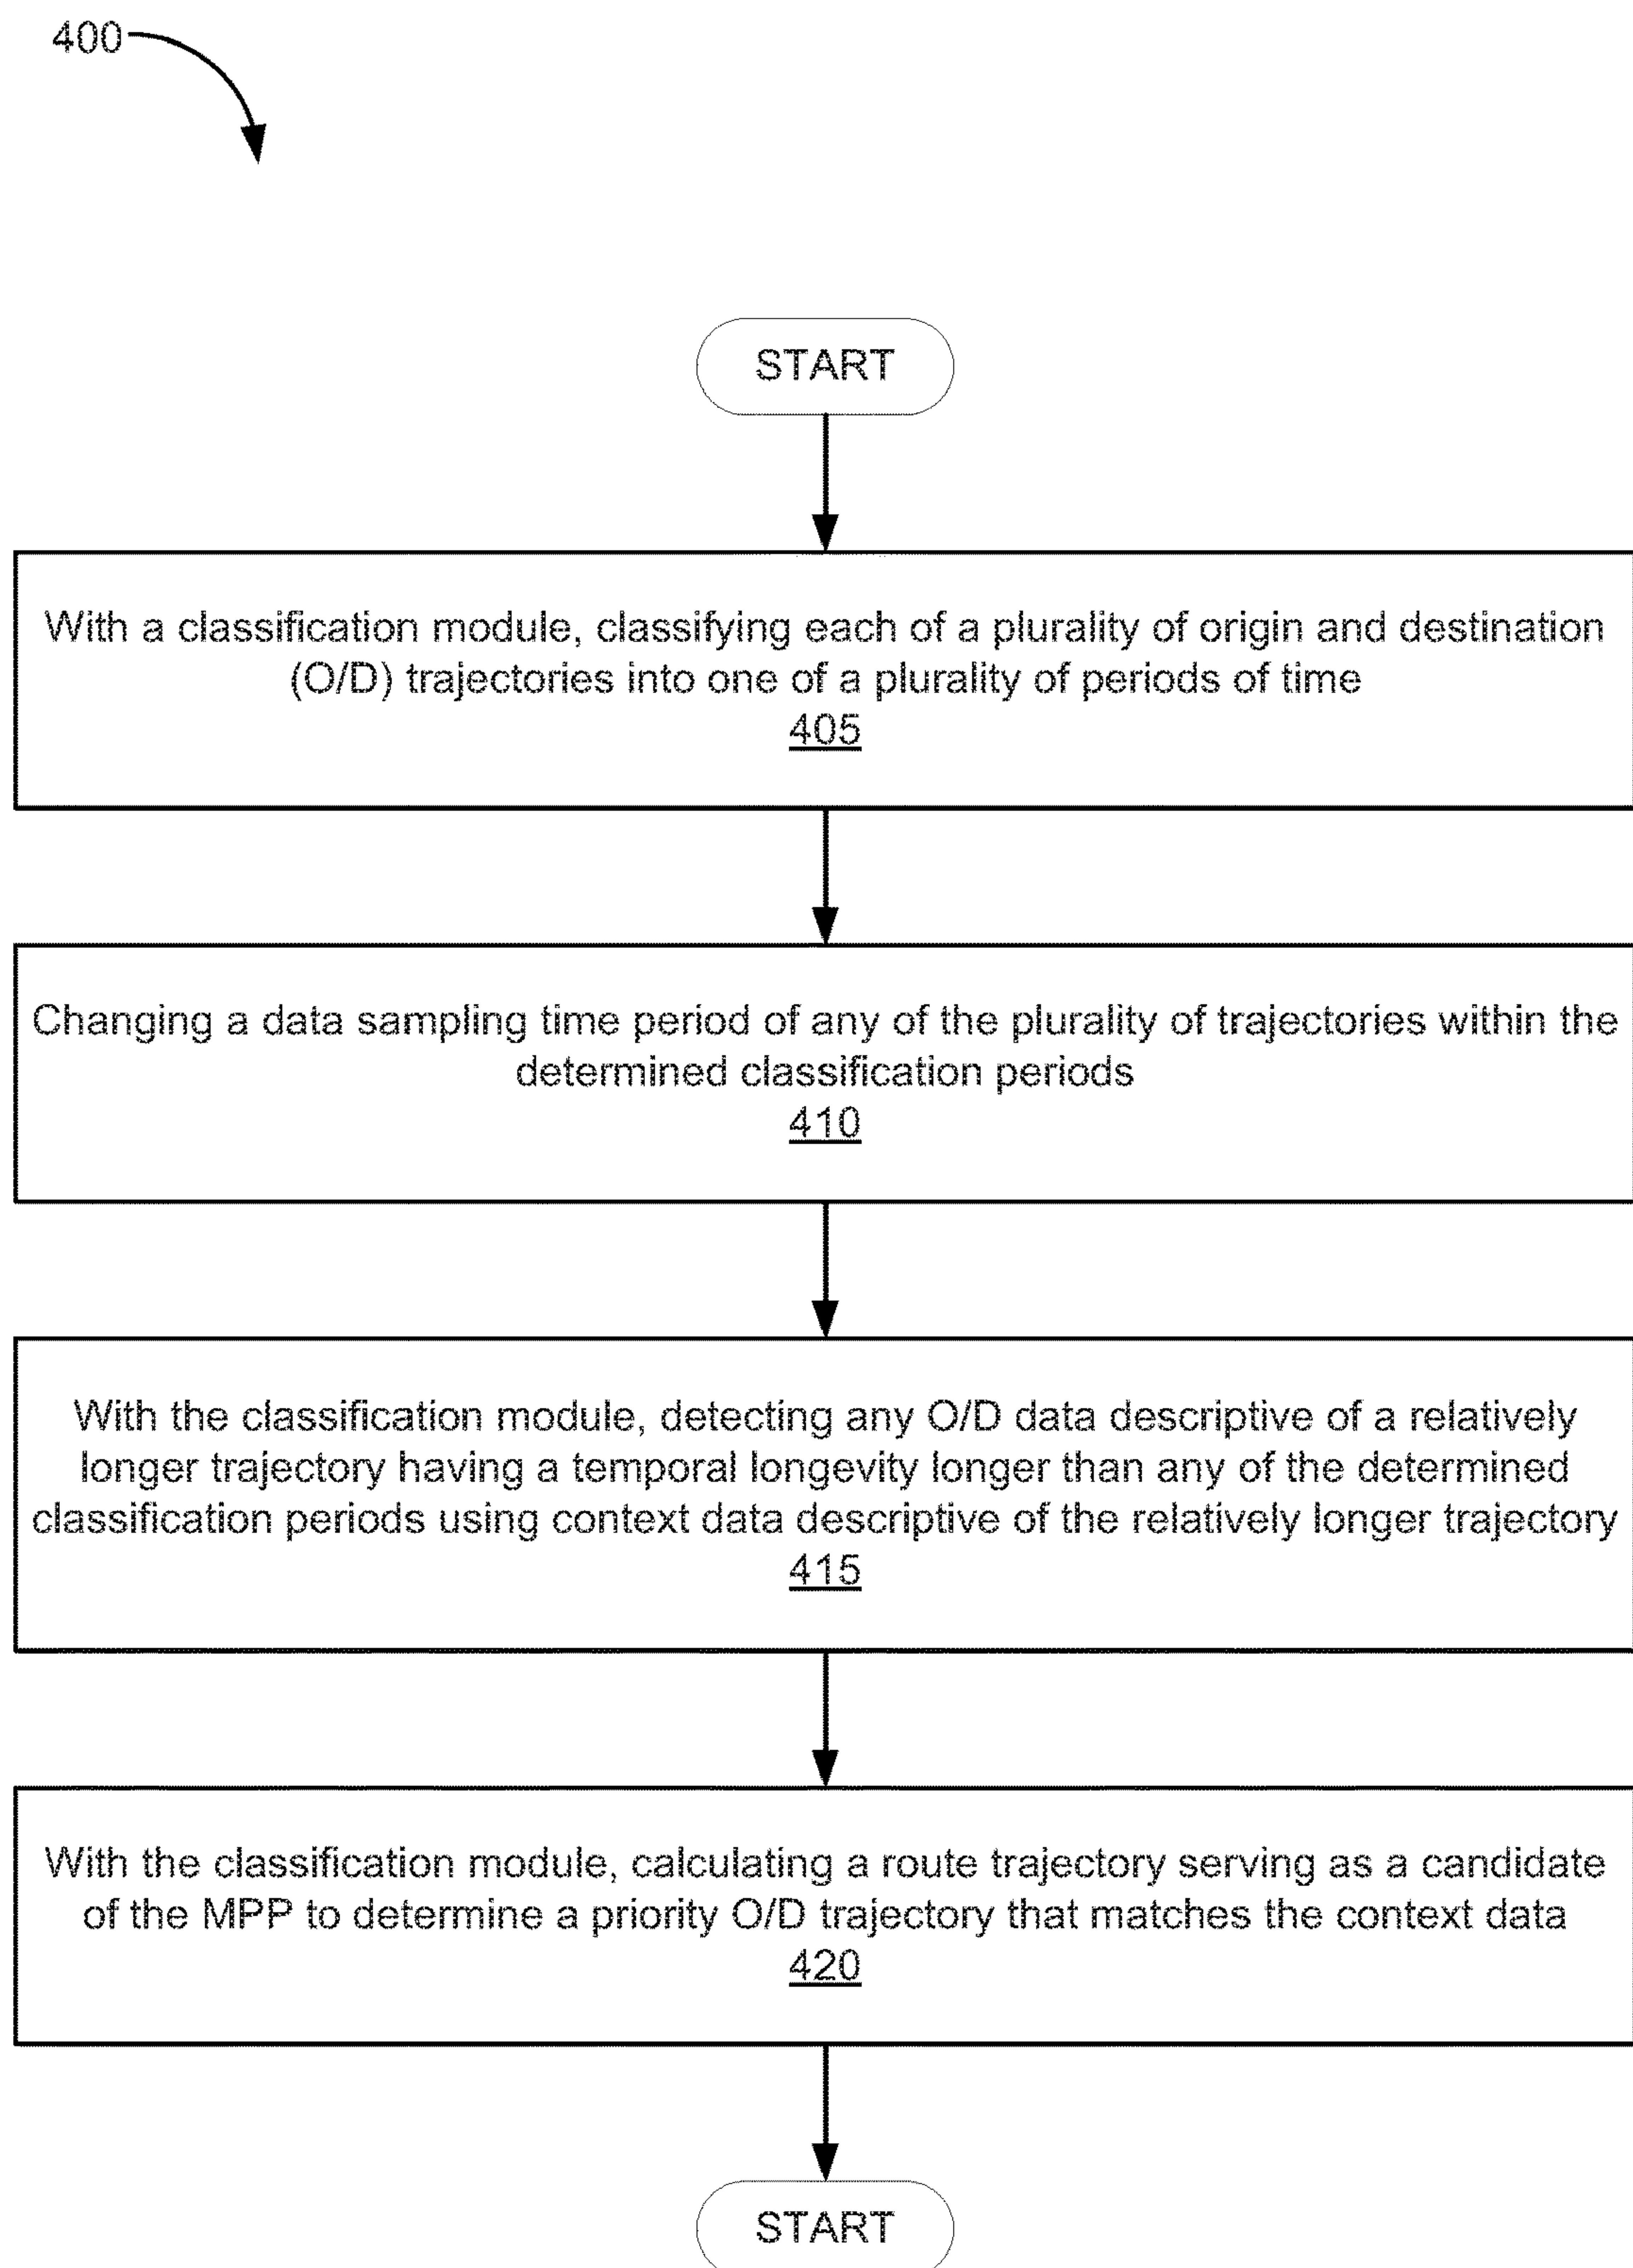 400
START
With a classification module, classifying each of a plurality of origin and destination
(O/D) trajectories into one of a plurality of periods of time
405
Changing a data sampling time period of any of the plurality of trajectories within the
determined classification periods
410
With the classification module, detecting any O/D data descriptive of a relatively
longer trajectory having a temporal longevity longer than any of the determined
classification periods using context data descriptive of the relatively longer trajectory
415
With the classification module, calculating a route trajectory serving as a candidate
of the MPP to determine a priority O/D trajectory that matches the context data
420
START